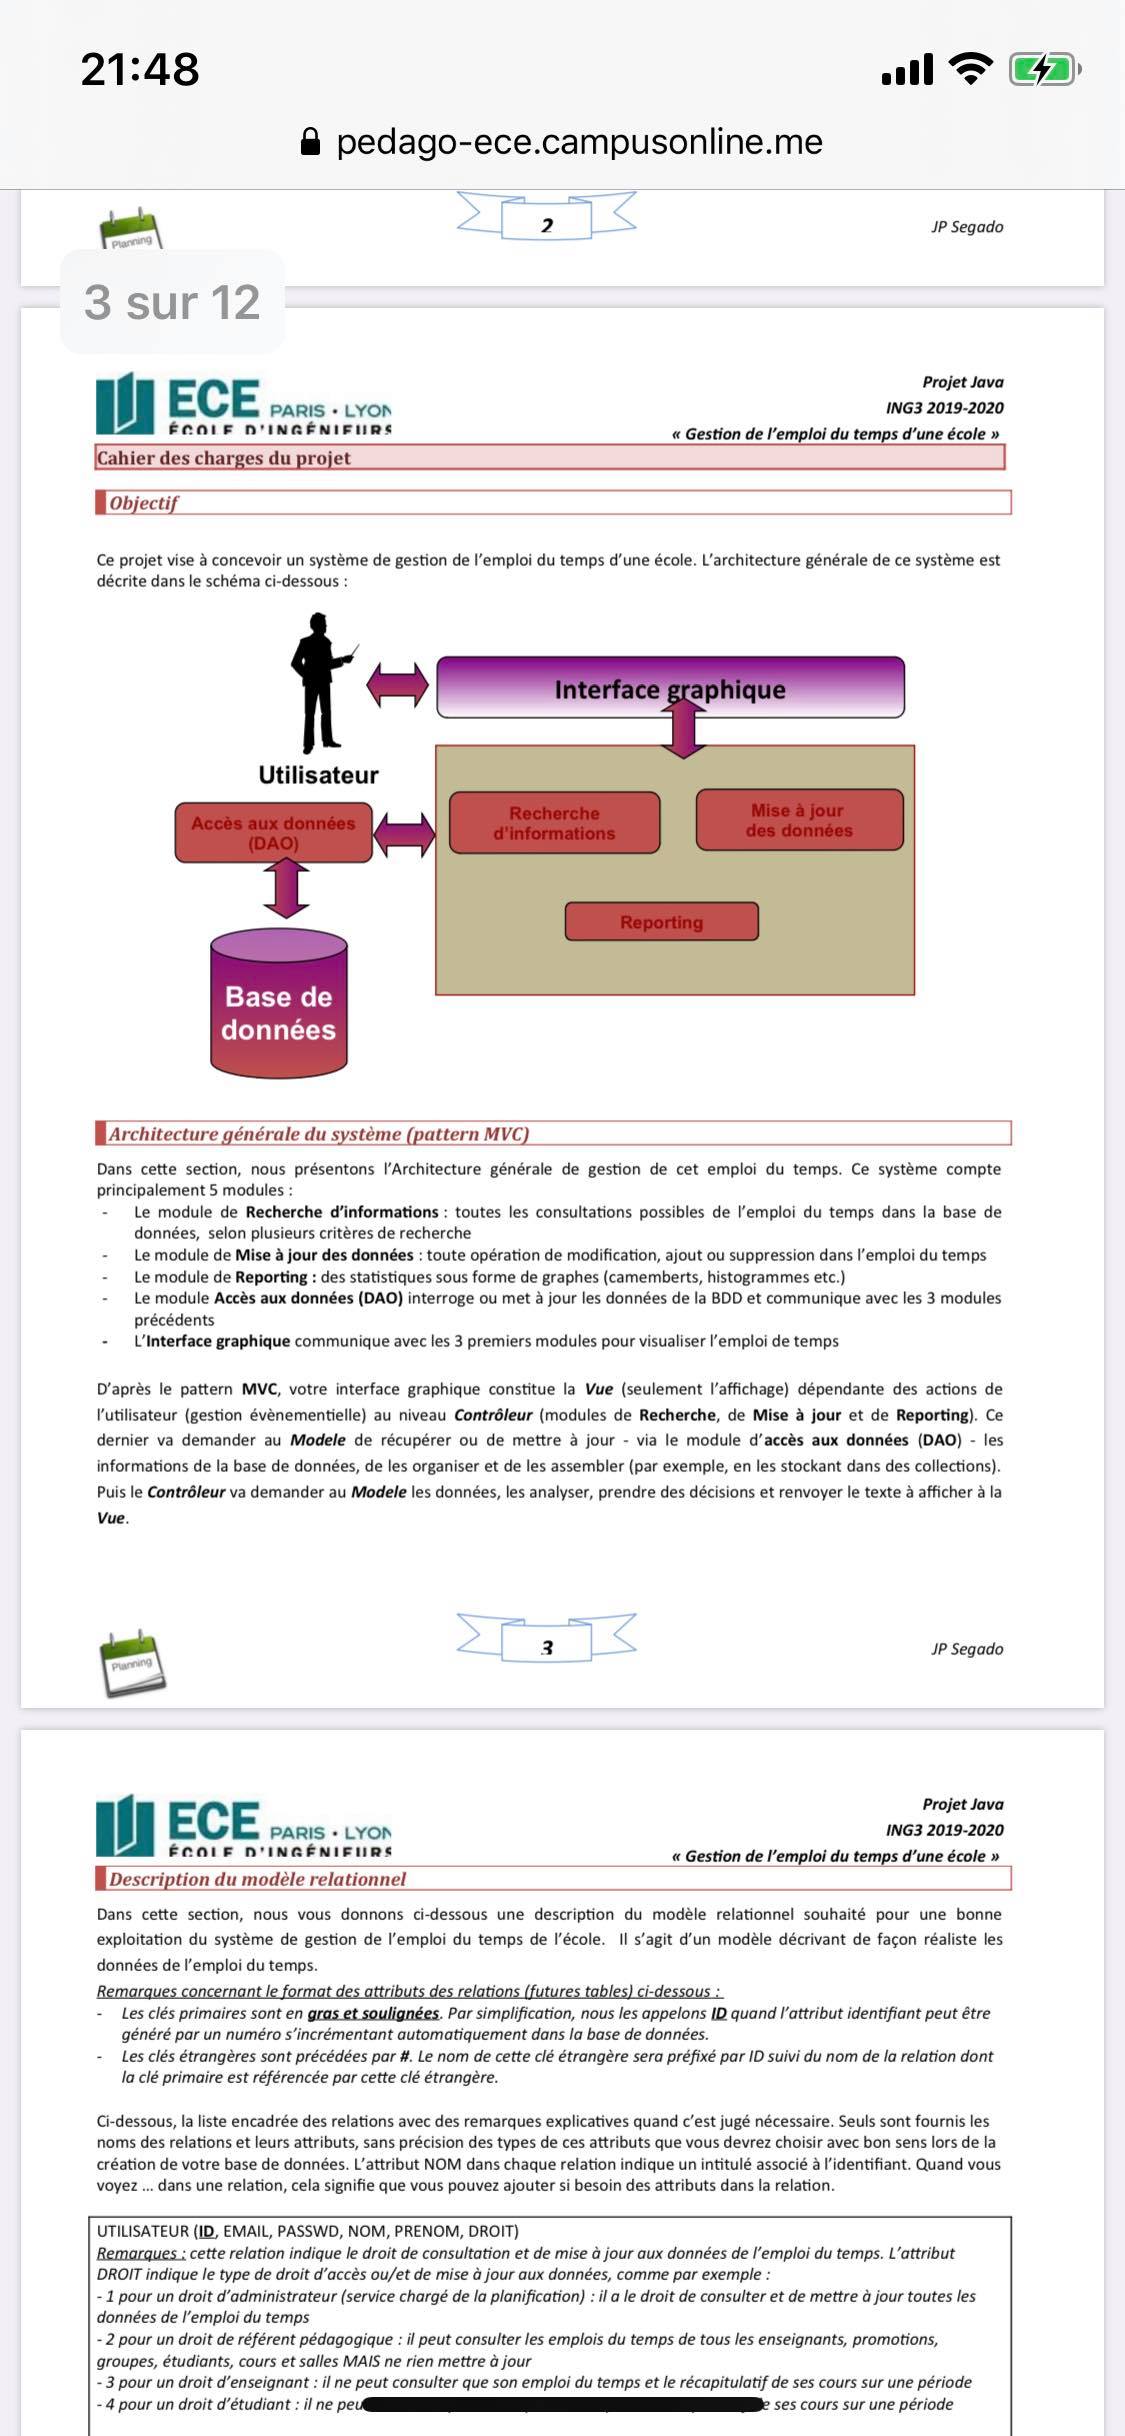 21:48
pedago-ece.campusonline.me
Planning
2
JP Segado
3 sur 12
ECE PARIS • LYON
ÉCOLE D'INGÉNIEURS
Projet Java
ING3 2019-2020
« Gestion de l'emploi du temps d'une école »
Cahier des charges du projet
Objectif
Ce projet vise à concevoir un système de gestion de l'emploi du temps d'une école. L'architecture générale de ce système est
décrite dans le schéma ci-dessous :
Interface graphique
Utilisateur
Accès aux données
(DAO)
Recherche
d'informations
Mise à jour
des données
Reporting
Base de
données
Architecture générale du système (pattern MVC)
Dans cette section, nous présentons l'Architecture générale de gestion de cet emploi du temps. Ce système compte
principalement 5 modules :
- Le module de Recherche d'informations : toutes les consultations possibles de l'emploi du temps dans la base de
données, selon plusieurs critères de recherche
- Le module de Mise à jour des données : toute opération de modification, ajout ou suppression dans l'emploi du temps
- Le module de Reporting : des statistiques sous forme de graphes (camemberts, histogrammes etc.)
- Le module Accès aux données (DAO) interroge ou met à jour les données de la BDD et communique avec les 3 modules
précédents
- L'Interface graphique communique avec les 3 premiers modules pour visualiser l'emploi de temps
D'après le pattern MVC, votre interface graphique constitue la Vue (seulement l'affichage) dépendante des actions de
l'utilisateur (gestion évènementielle) au niveau Contrôleur (modules de Recherche, de Mise à jour et de Reporting). Ce
dernier va demander au Modele de récupérer ou de mettre à jour - via le module d'accès aux données (DAO) - les
informations de la base de données, de les organiser et de les assembler (par exemple, en les stockant dans des collections).
Puis le Contrôleur va demander au Modele les données, les analyser, prendre des décisions et renvoyer le texte à afficher à la
Vue.
Planning
3
JP Segado
ECE PARIS • LYON
ÉCOLE D'INGÉNIEURS
Projet Java
ING3 2019-2020
« Gestion de l'emploi du temps d'une école »
Description du modèle relationnel
Dans cette section, nous vous donnons ci-dessous une description du modèle relationnel souhaité pour une bonne
exploitation du système de gestion de l'emploi du temps de l'école. Il s'agit d'un modèle décrivant de façon réaliste les
données de l'emploi du temps.
Remarques concernant le format des attributs des relations (futures tables) ci-dessous :
- Les clés primaires sont en gras et soulignées. Par simplification, nous les appelons ID quand l'attribut identifiant peut être
généré par un numéro s'incrémentant automatiquement dans la base de données.
- Les clés étrangères sont précédées par #. Le nom de cette clé étrangère sera préfixé par ID suivi du nom de la relation dont
la clé primaire est référencée par cette clé étrangère.
Ci-dessous, la liste encadrée des relations avec des remarques explicatives quand c'est jugé nécessaire. Seuls sont fournis les
noms des relations et leurs attributs, sans précision des types de ces attributs que vous devrez choisir avec bon sens lors de la
création de votre base de données. L'attribut NOM dans chaque relation indique un intitulé associé à l'identifiant. Quand vous
voyez ... dans une relation, cela signifie que vous pouvez ajouter si besoin des attributs dans la relation.
UTILISATEUR (ID, EMAIL, PASSWD, NOM, PRENOM, DROIT)
Remarques : cette relation indique le droit de consultation et de mise à jour aux données de l'emploi du temps. L'attribut
DROIT indique le type de droit d'accès ou/et de mise à jour aux données, comme par exemple :
- 1 pour un droit d'administrateur (service chargé de la planification) : il a le droit de consulter et de mettre à jour toutes les
données de l'emploi du temps
- 2 pour un droit de référent pédagogique : il peut consulter les emplois du temps de tous les enseignants, promotions,
groupes, étudiants, cours et salles MAIS ne rien mettre à jour
- 3 pour un droit d'enseignant : il ne peut consulter que son emploi du temps et le récapitulatif de ses cours sur une période
- 4 pour un droit d'étudiant : il ne peu e ses cours sur une période